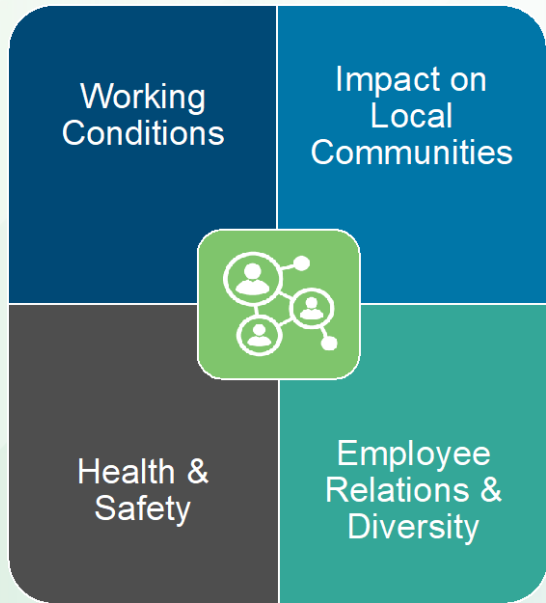 Working
Conditions
Impact on
Local
Communities
Health &
Safety
Employee
Relations &
Diversity